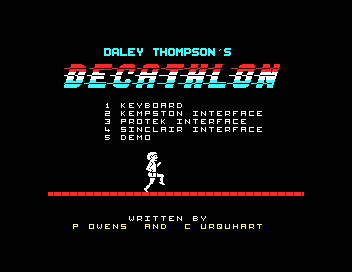 DALEY THOMPSON'S
DECATHLON
1 KEYBOARD
2 KEMPSTON INTERFACE
3 PROTEK INTERFACE
4 SINCLAIR INTERFACE
5 DEMO
WRITTEN BY
P OWENS AND C URQUHART